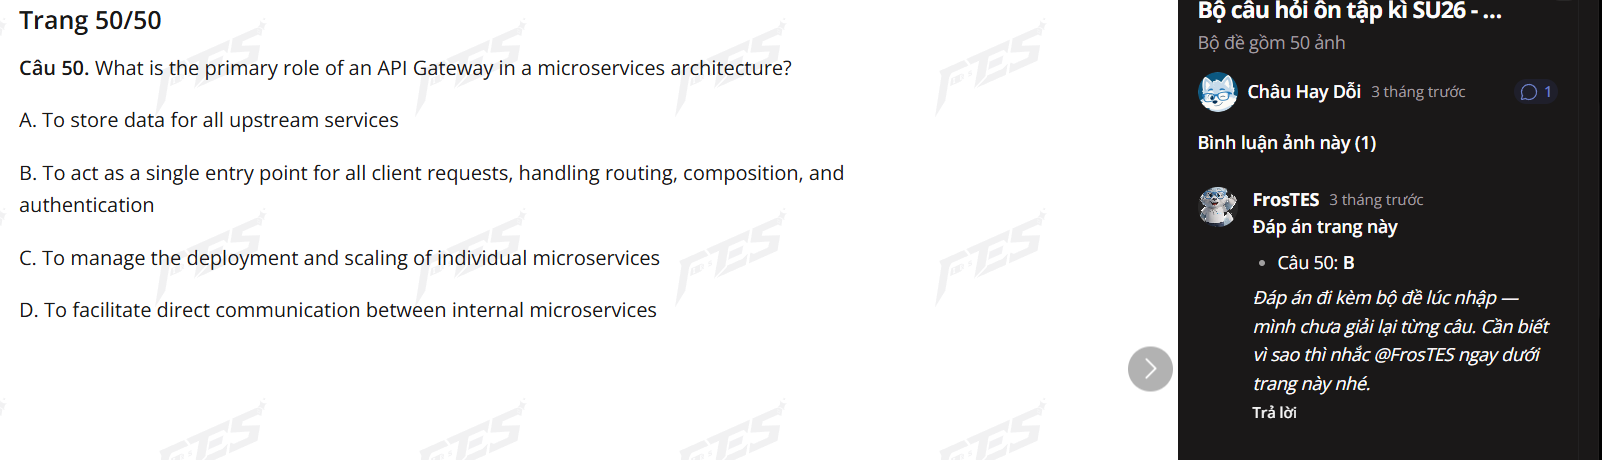 Trang 50/50
Câu 50. What is the primary role of an API Gateway in a microservices architecture?
A. To store data for all upstream services
B. To act as a single entry point for all client requests, handling routing, composition, and
authentication
C. To manage the deployment and scaling of individual microservices
D. To facilitate direct communication between internal microservices
Bộ câu hỏi ôn tập kì SU26 - ...
Bộ đề gồm 50 ảnh
Châu Hay Dỗi 3 tháng trước 1
Bình luận ảnh này (1)
FrosTES 3 tháng trước
Đáp án trang này
• Câu 50: B
Đáp án đi kèm bộ đề lúc nhập —
mình chưa giải lại từng câu. Cần biết
vì sao thì nhắc @FrosTES ngay dưới
trang này nhé.
Trả lời